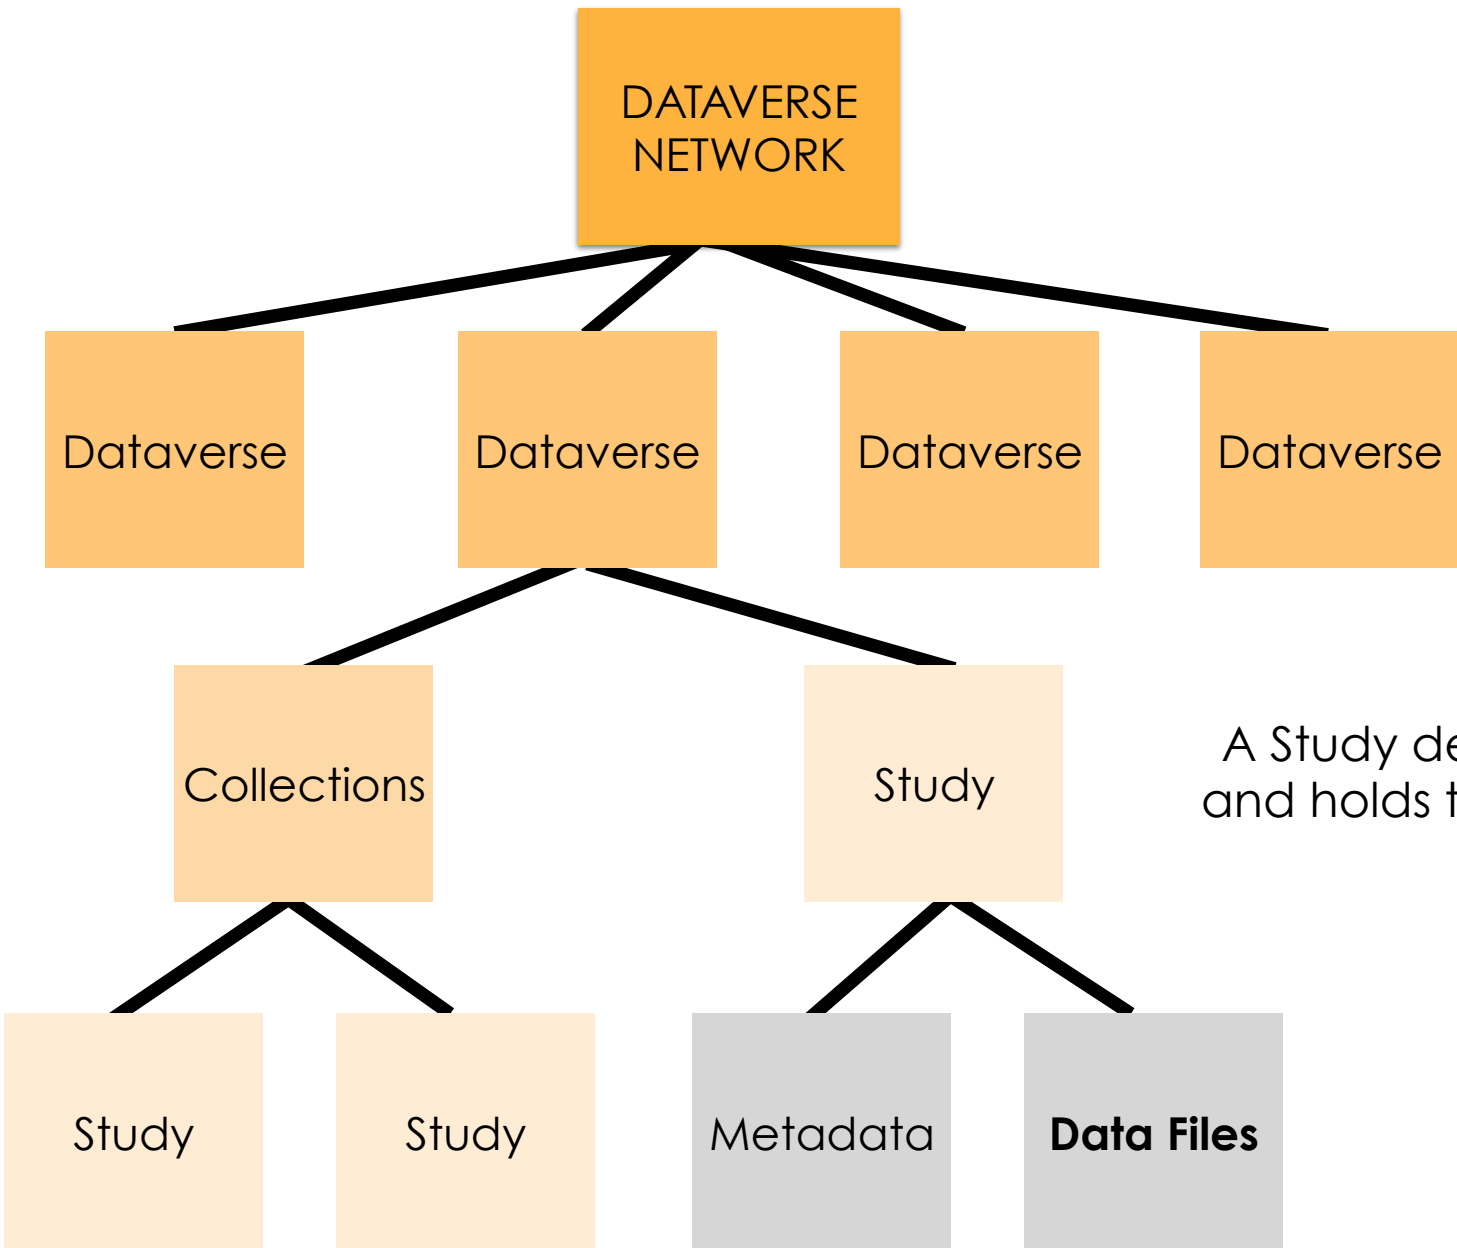 DATAVERSE
NETWORK
Dataverse
Dataverse
Dataverse
Dataverse
Collections
Study
A Study
and holds
Study
Study
Metadata
Data Files